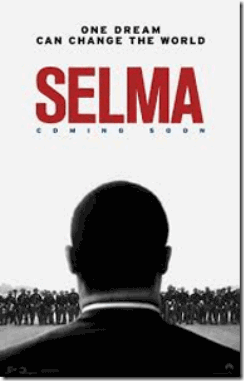 ONE DREAM
CAN CHANGE THE WORLD
SELMA
COMING SOON